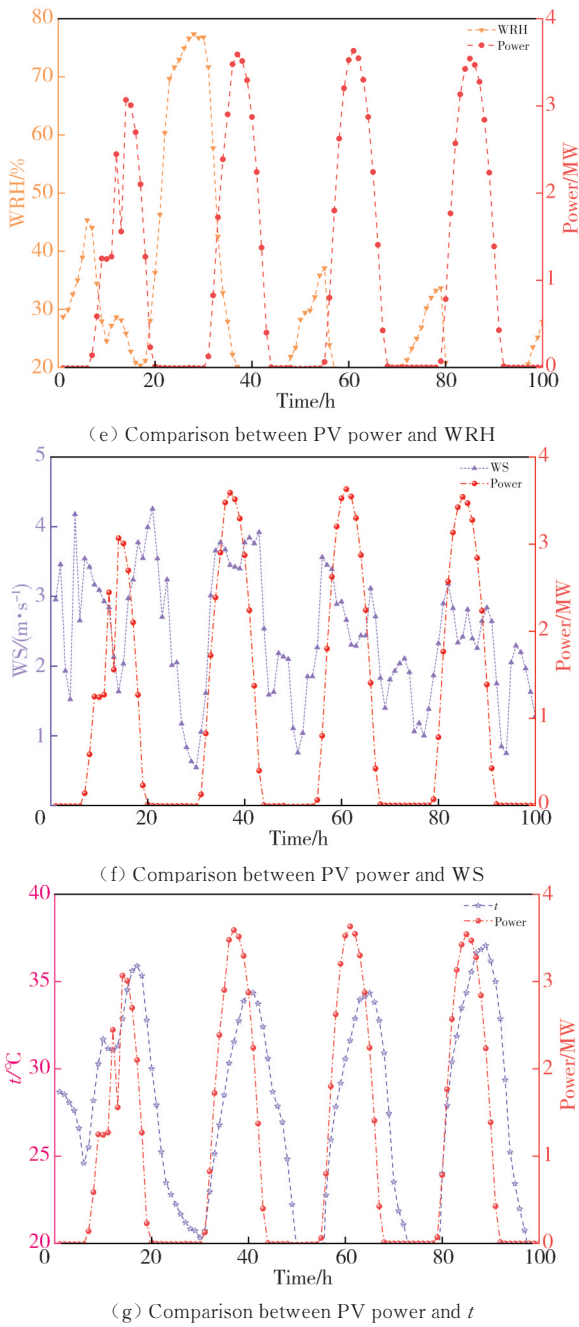 80
70
60
50
40
30
20
WRH/%
WRH
Power
4
3
2
1
0
Power/MW
0
20
40
60
80
100
Time/h
(e) Comparison between PV power and WRH
5
4
3
2
1
WS/(m·s⁻¹)
WS
Power
4
3
2
1
0
Power/MW
0
20
40
60
80
100
Time/h
(f) Comparison between PV power and WS
40
35
30
25
20
t/℃
t
Power
4
3
2
1
0
Power/MW
0
20
40
60
80
100
Time/h
(g) Comparison between PV power and t